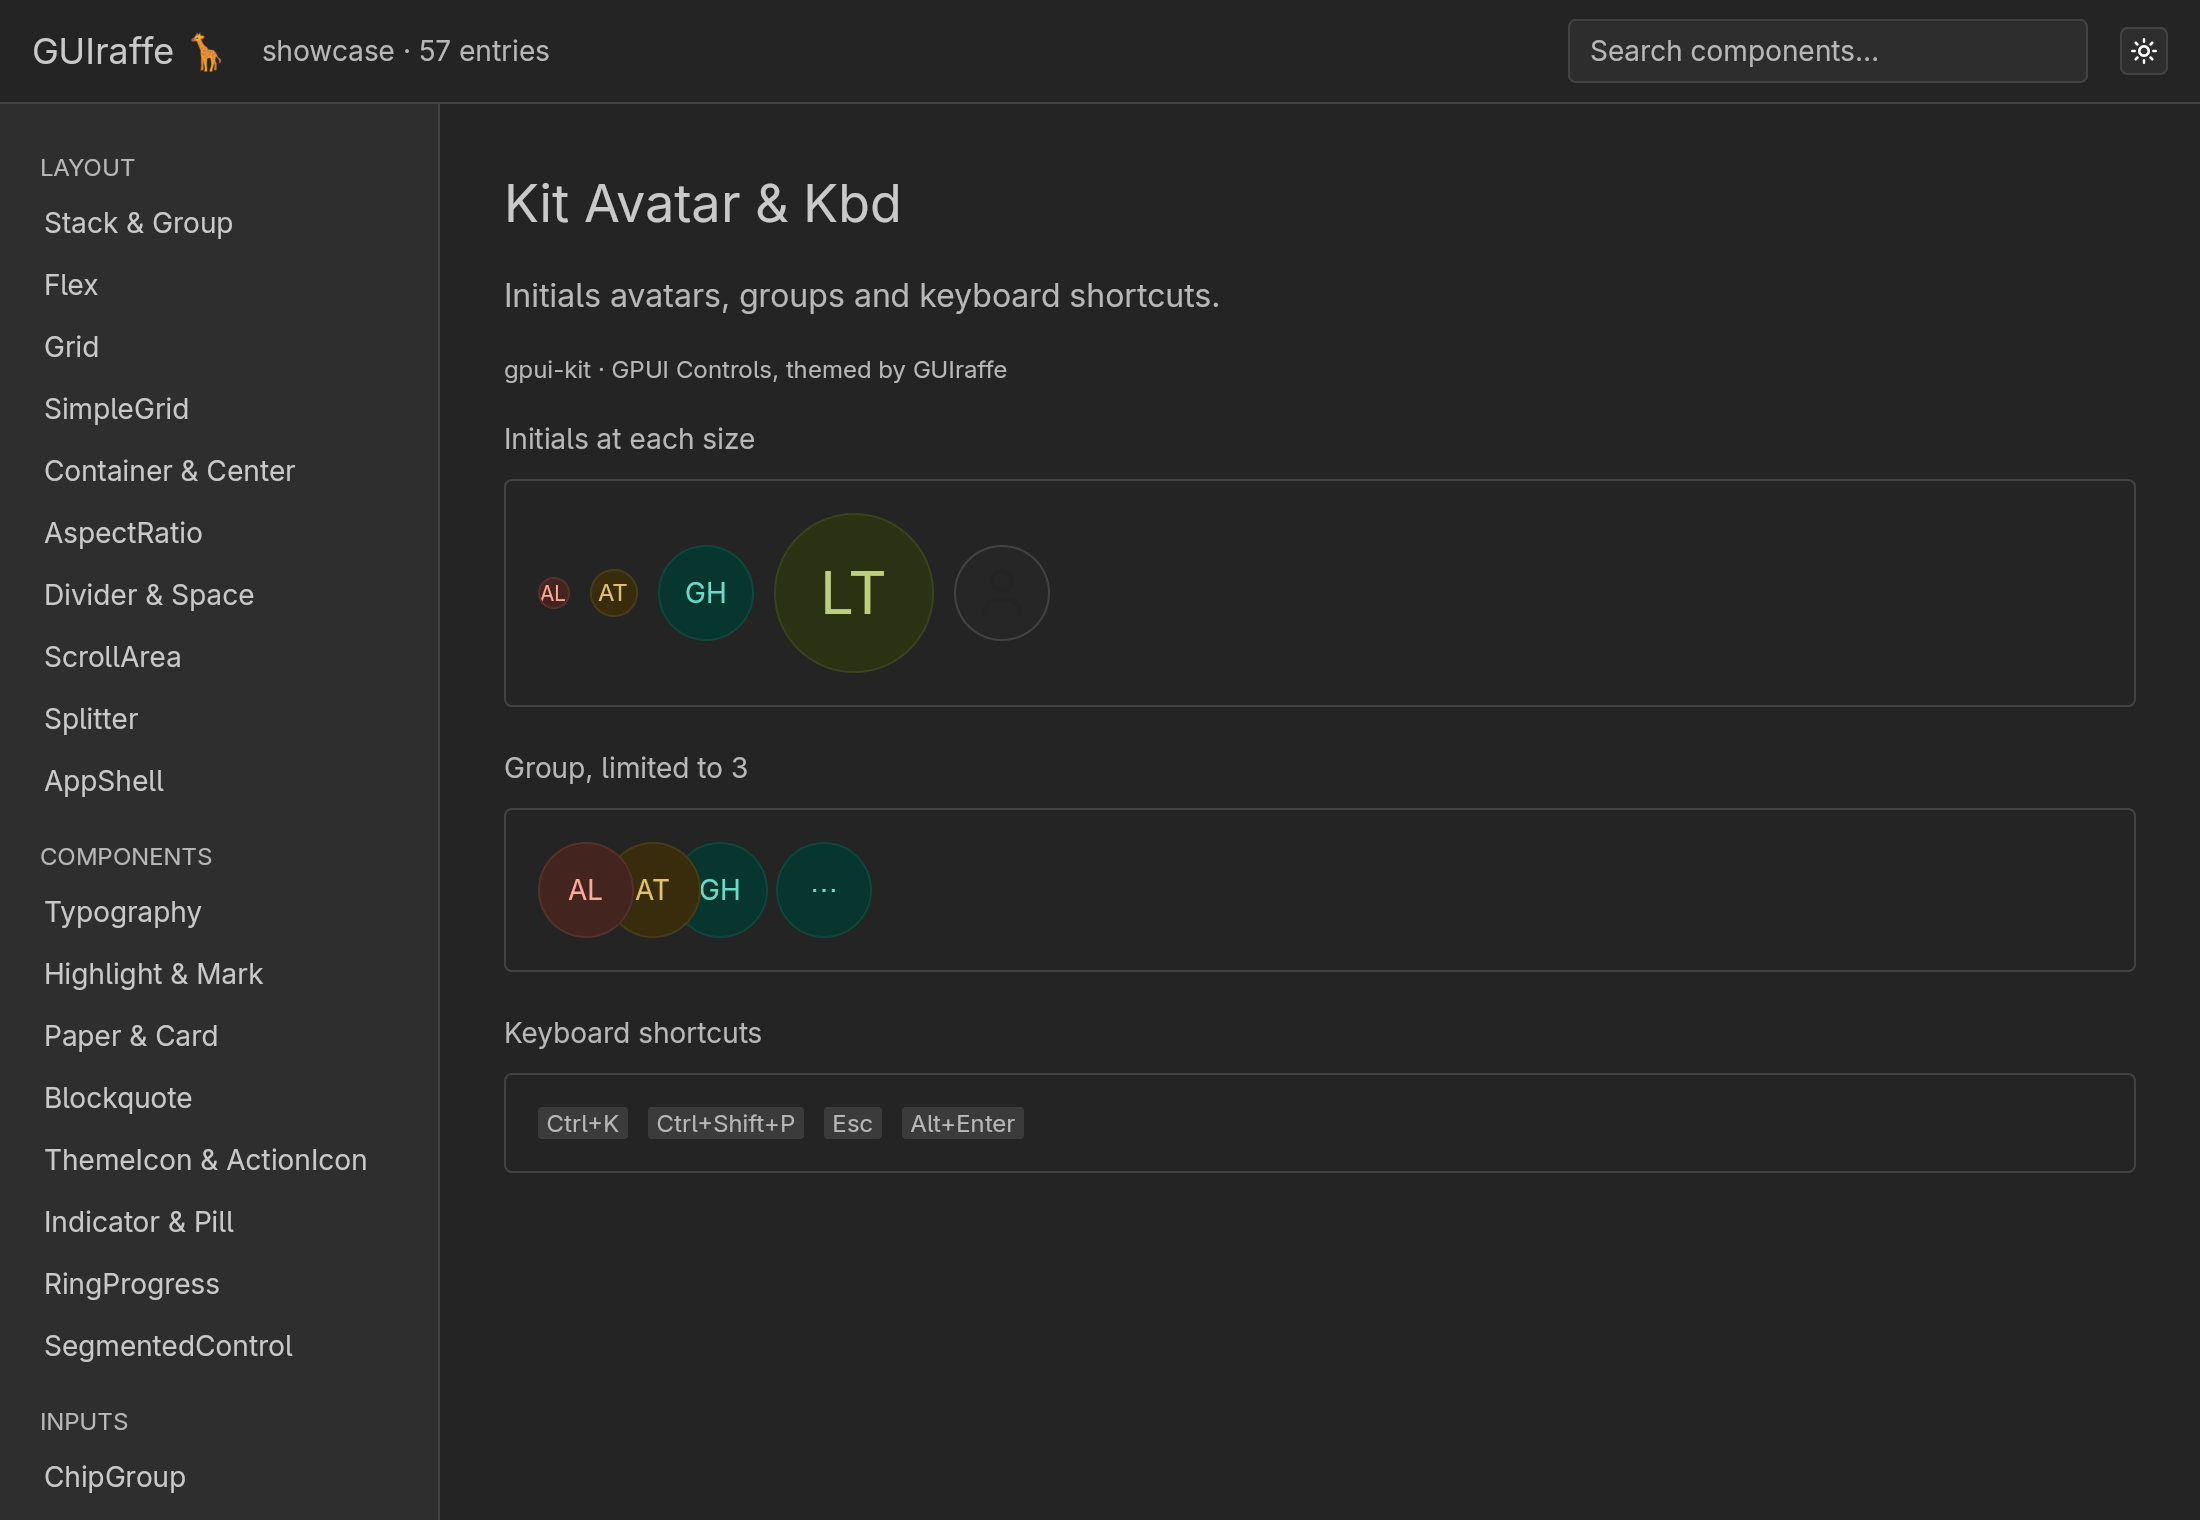 GUIraffe 🦒 showcase · 57 entries
Search components...
LAYOUT
Stack & Group
Flex
Grid
SimpleGrid
Container & Center
AspectRatio
Divider & Space
ScrollArea
Splitter
AppShell
COMPONENTS
Typography
Highlight & Mark
Paper & Card
Blockquote
ThemeIcon & ActionIcon
Indicator & Pill
RingProgress
SegmentedControl
INPUTS
ChipGroup
Kit Avatar & Kbd
Initials avatars, groups and keyboard shortcuts.
gpui-kit · GPUI Controls, themed by GUIraffe
Initials at each size
AL AT GH LT
Group, limited to 3
AL AT GH ···
Keyboard shortcuts
Ctrl+K Ctrl+Shift+P Esc Alt+Enter